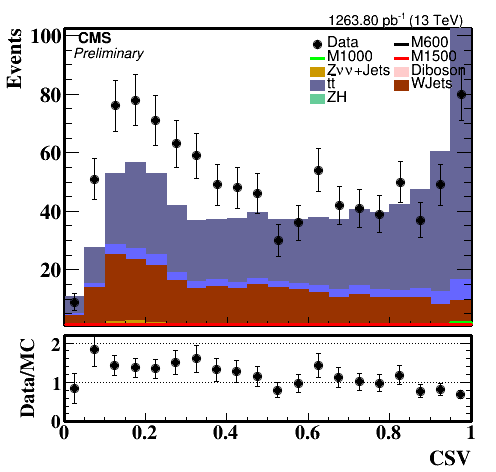 1263.80 pb⁻¹ (13 TeV)
CMS
Preliminary
Data
M600
M1000
M1500
Zνν+Jets
Diboson
tt
WJets
ZH
Events
100
80
60
40
20
Data/MC
2
1
0
0 0.2 0.4 0.6 0.8 1
CSV